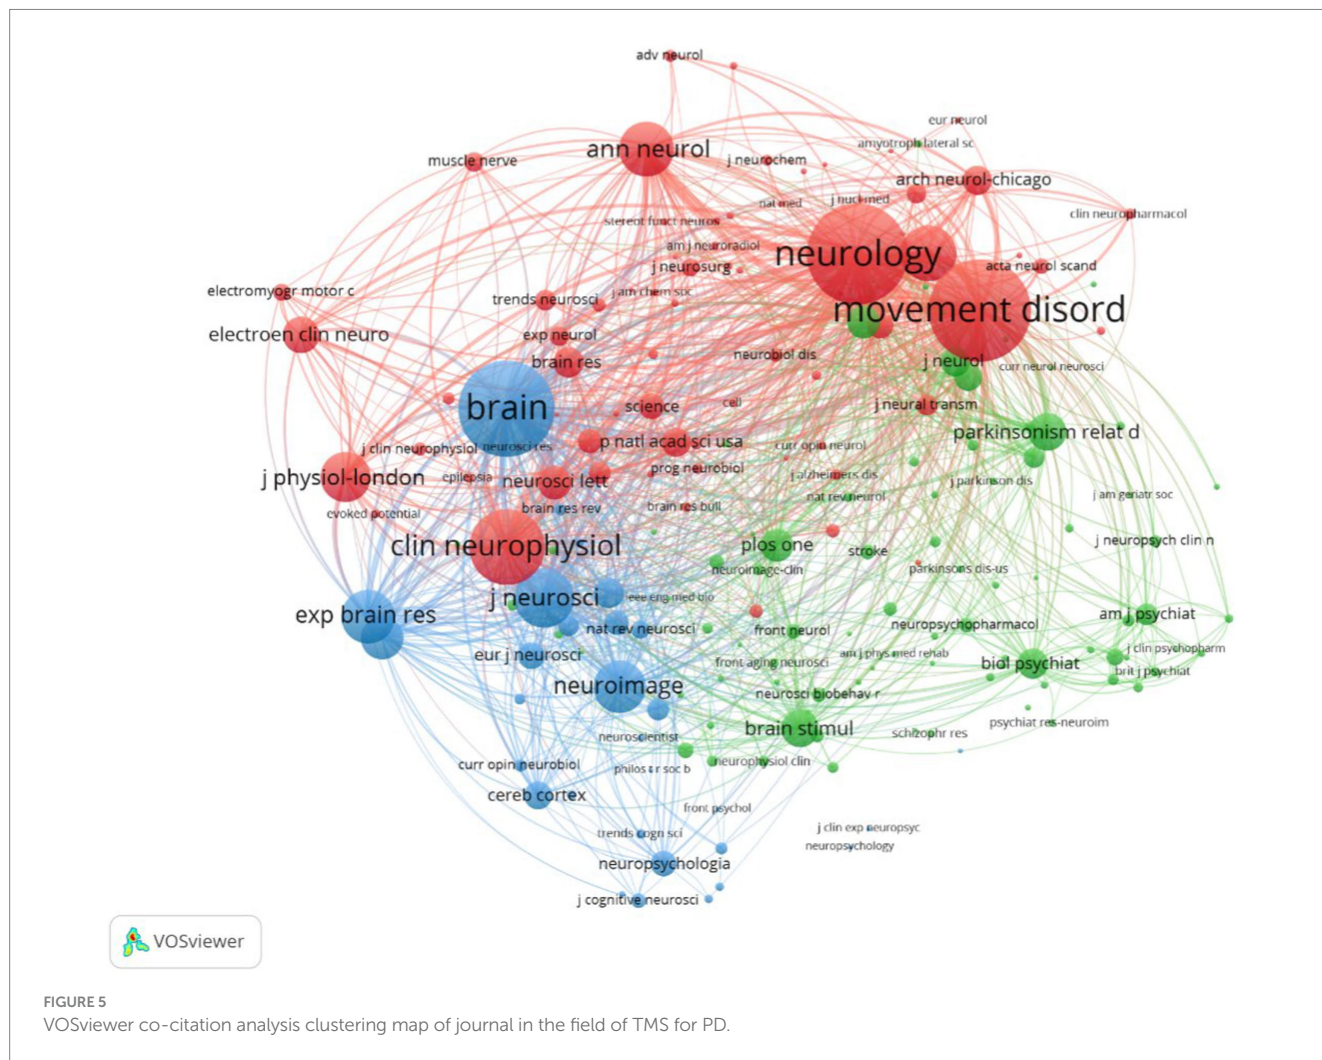 adv neurol
eur neurol
amyotroph lateral sc
ann neurol
muscle nerve
j neurochem
arch neurol-chicago
nat med
j nucl med
stereot funct neuros
clin neuropharmacol
am j neuroradiol
neurology
j neurosurg
acta neurol scand
electromyogr motor c
j am chem soc
trends neurosci
movement disord
electroen clin neuro
exp neurol
brain res
neurobiol dis
j neurol
curr neurol neurosci
brain
science
cell
j neural transm
parkinsonism relat d
j clin neurophysiol
neurosci res
p natl acad sci usa
curr opin neurol
j physiol-london
epilepsia
neurosci lett
prog neurobiol
j alzheimers dis
j parkinson dis
nat rev neurol
j am geriatr soc
evoked potential
brain res rev
brain res bull
clin neurophysiol
plos one
stroke
j neuropsych clin n
neuroimage-clin
parkinsons dis-us
j neurosci
ieee eng med bio
exp brain res
nat rev neurosci
front neurol
neuropsychopharmacol
am j psychiat
eur j neurosci
front aging neurosci
am j phys med rehab
biol psychiat
j clin psychopharm
brit j psychiat
neuroimage
neurosci biobehav r
brain stimul
schizophr res
psychiat res-neuroim
neuroscientist
curr opin neurobiol
philos t r soc b
neurophysiol clin
cereb cortex
front psychol
trends cogn sci
j clin exp neuropsyc
neuropsychology
neuropsychologia
j cognitive neurosci
VOSviewer
FIGURE 5
VOSviewer co-citation analysis clustering map of journal in the field of TMS for PD.